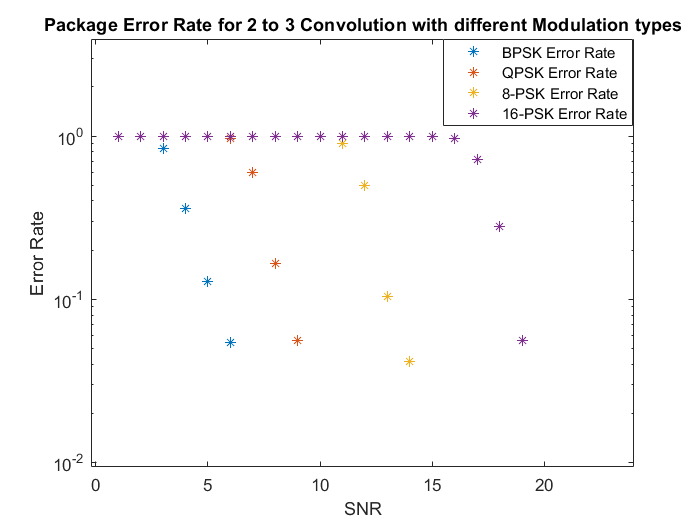 Package Error Rate for 2 to 3 Convolution with different Modulation types
BPSK Error Rate
QPSK Error Rate
8-PSK Error Rate
16-PSK Error Rate
10^0
10^-1
10^-2
Error Rate
0 5 10 15 20
SNR